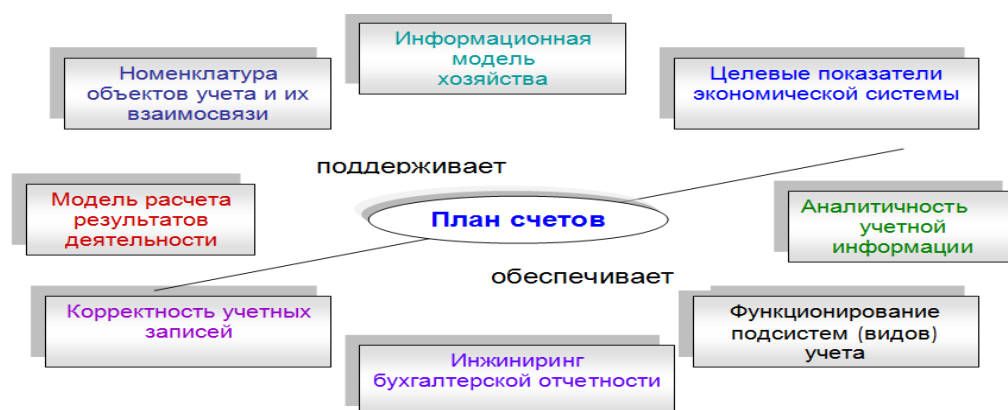 Информационная
модель
хозяйства
Номенклатура
объектов учета и их
взаимосвязи
Целевые показатели
экономической системы
поддерживает
Модель расчета
результатов
деятельности
План счетов
Аналитичность
учетной
информации
обеспечивает
Корректность учетных
записей
Функционирование
подсистем (видов)
учета
Инжиниринг
бухгалтерской отчетности